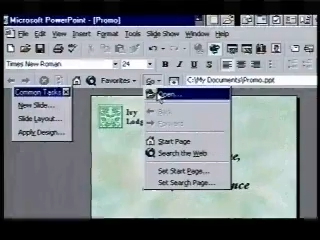 Microsoft PowerPoint - [Promo]
File Edit View Insert Format Tools Slide Show Window Help
Times New Roman 24 B U S
Favorites Go C:\My Documents\Promo.ppt
Common Tasks
New Slide...
Slide Layout...
Apply Design...
Open...
Back
Forward
Start Page
Search the Web
Set Start Page...
Set Search Page...
Ivy
Lodg